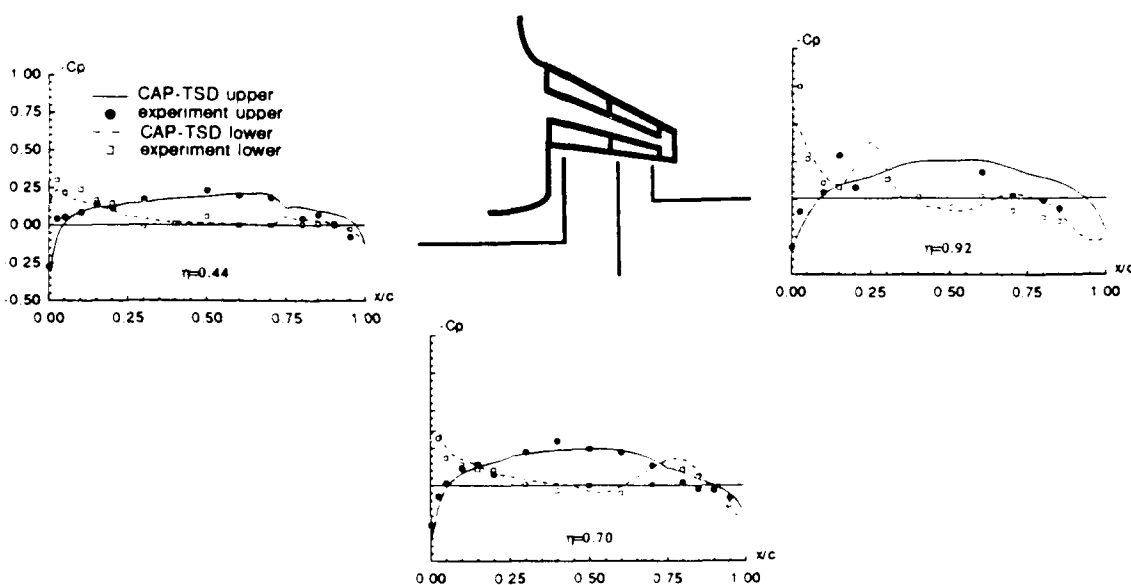 -Cp
1.00
0.75
0.50
0.25
0.00
-0.25
-0.50
CAP-TSD upper
experiment upper
CAP-TSD lower
experiment lower
η=0.44
x/c
0.00 0.25 0.50 0.75 1.00
-Cp
η=0.92
x/c
0.00 0.25 0.50 0.75 1.00
-Cp
η=0.70
x/c
0.00 0.25 0.50 0.75 1.00